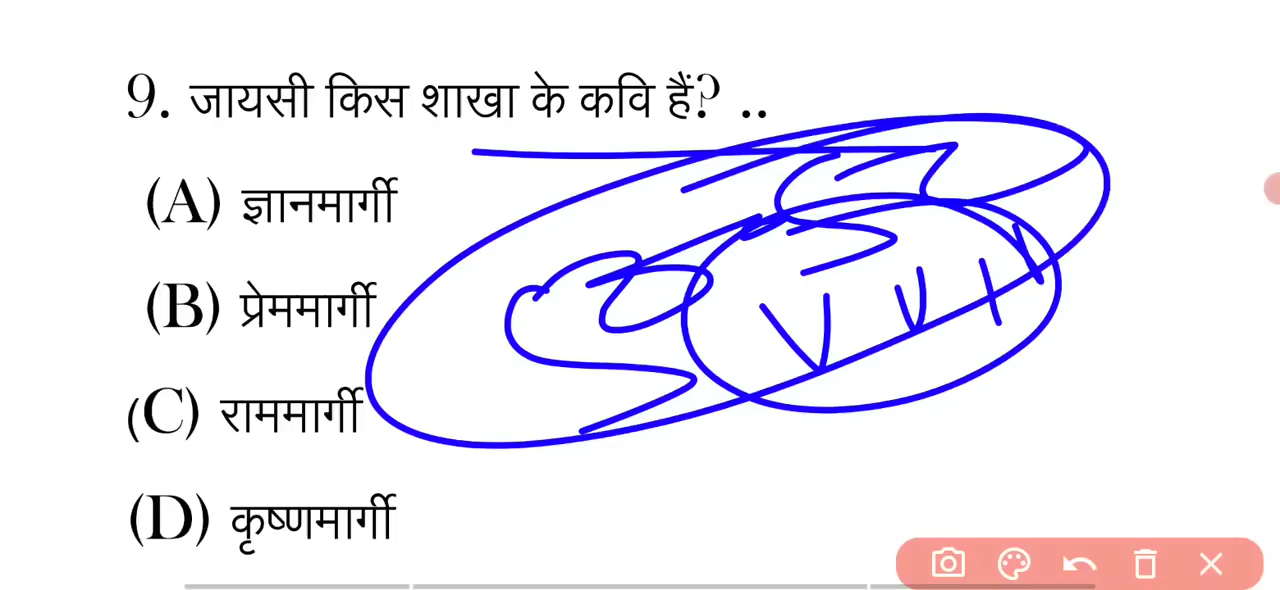 9. जायसी किस शाखा के कवि हैं? ..
(A) ज्ञानमार्गी
(B) प्रेममार्गी
(C) राममार्गी
(D) कृष्णमार्गी